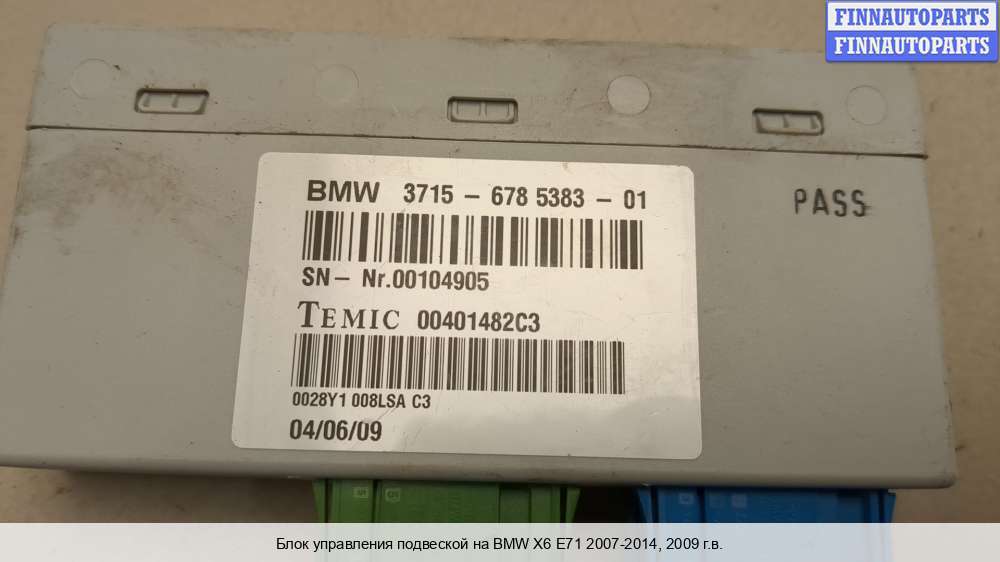 FINNAUTOPARTS
FINNAUTOPARTS
BMW 3715 - 678 5383 - 01
PASS
SN- Nr.00104905
TEMIC 00401482C3
0028Y1 008LSA C3
04/06/09
Блок управления подвеской на BMW X6 E71 2007-2014, 2009 г.в.